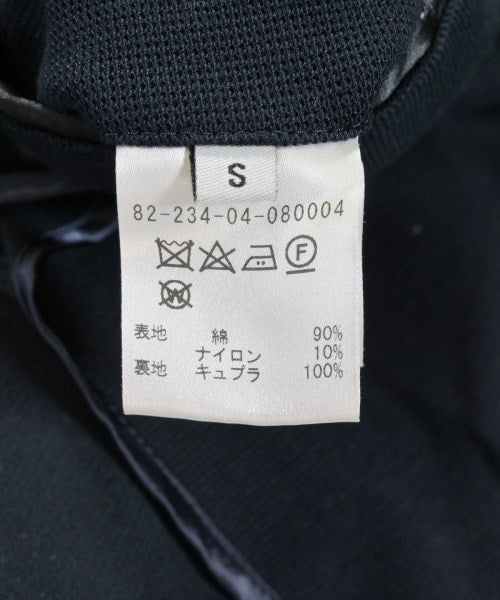 S
82-234-04-080004
F
W
表地 綿 90%
ナイロン 10%
裏地 キュプラ 100%